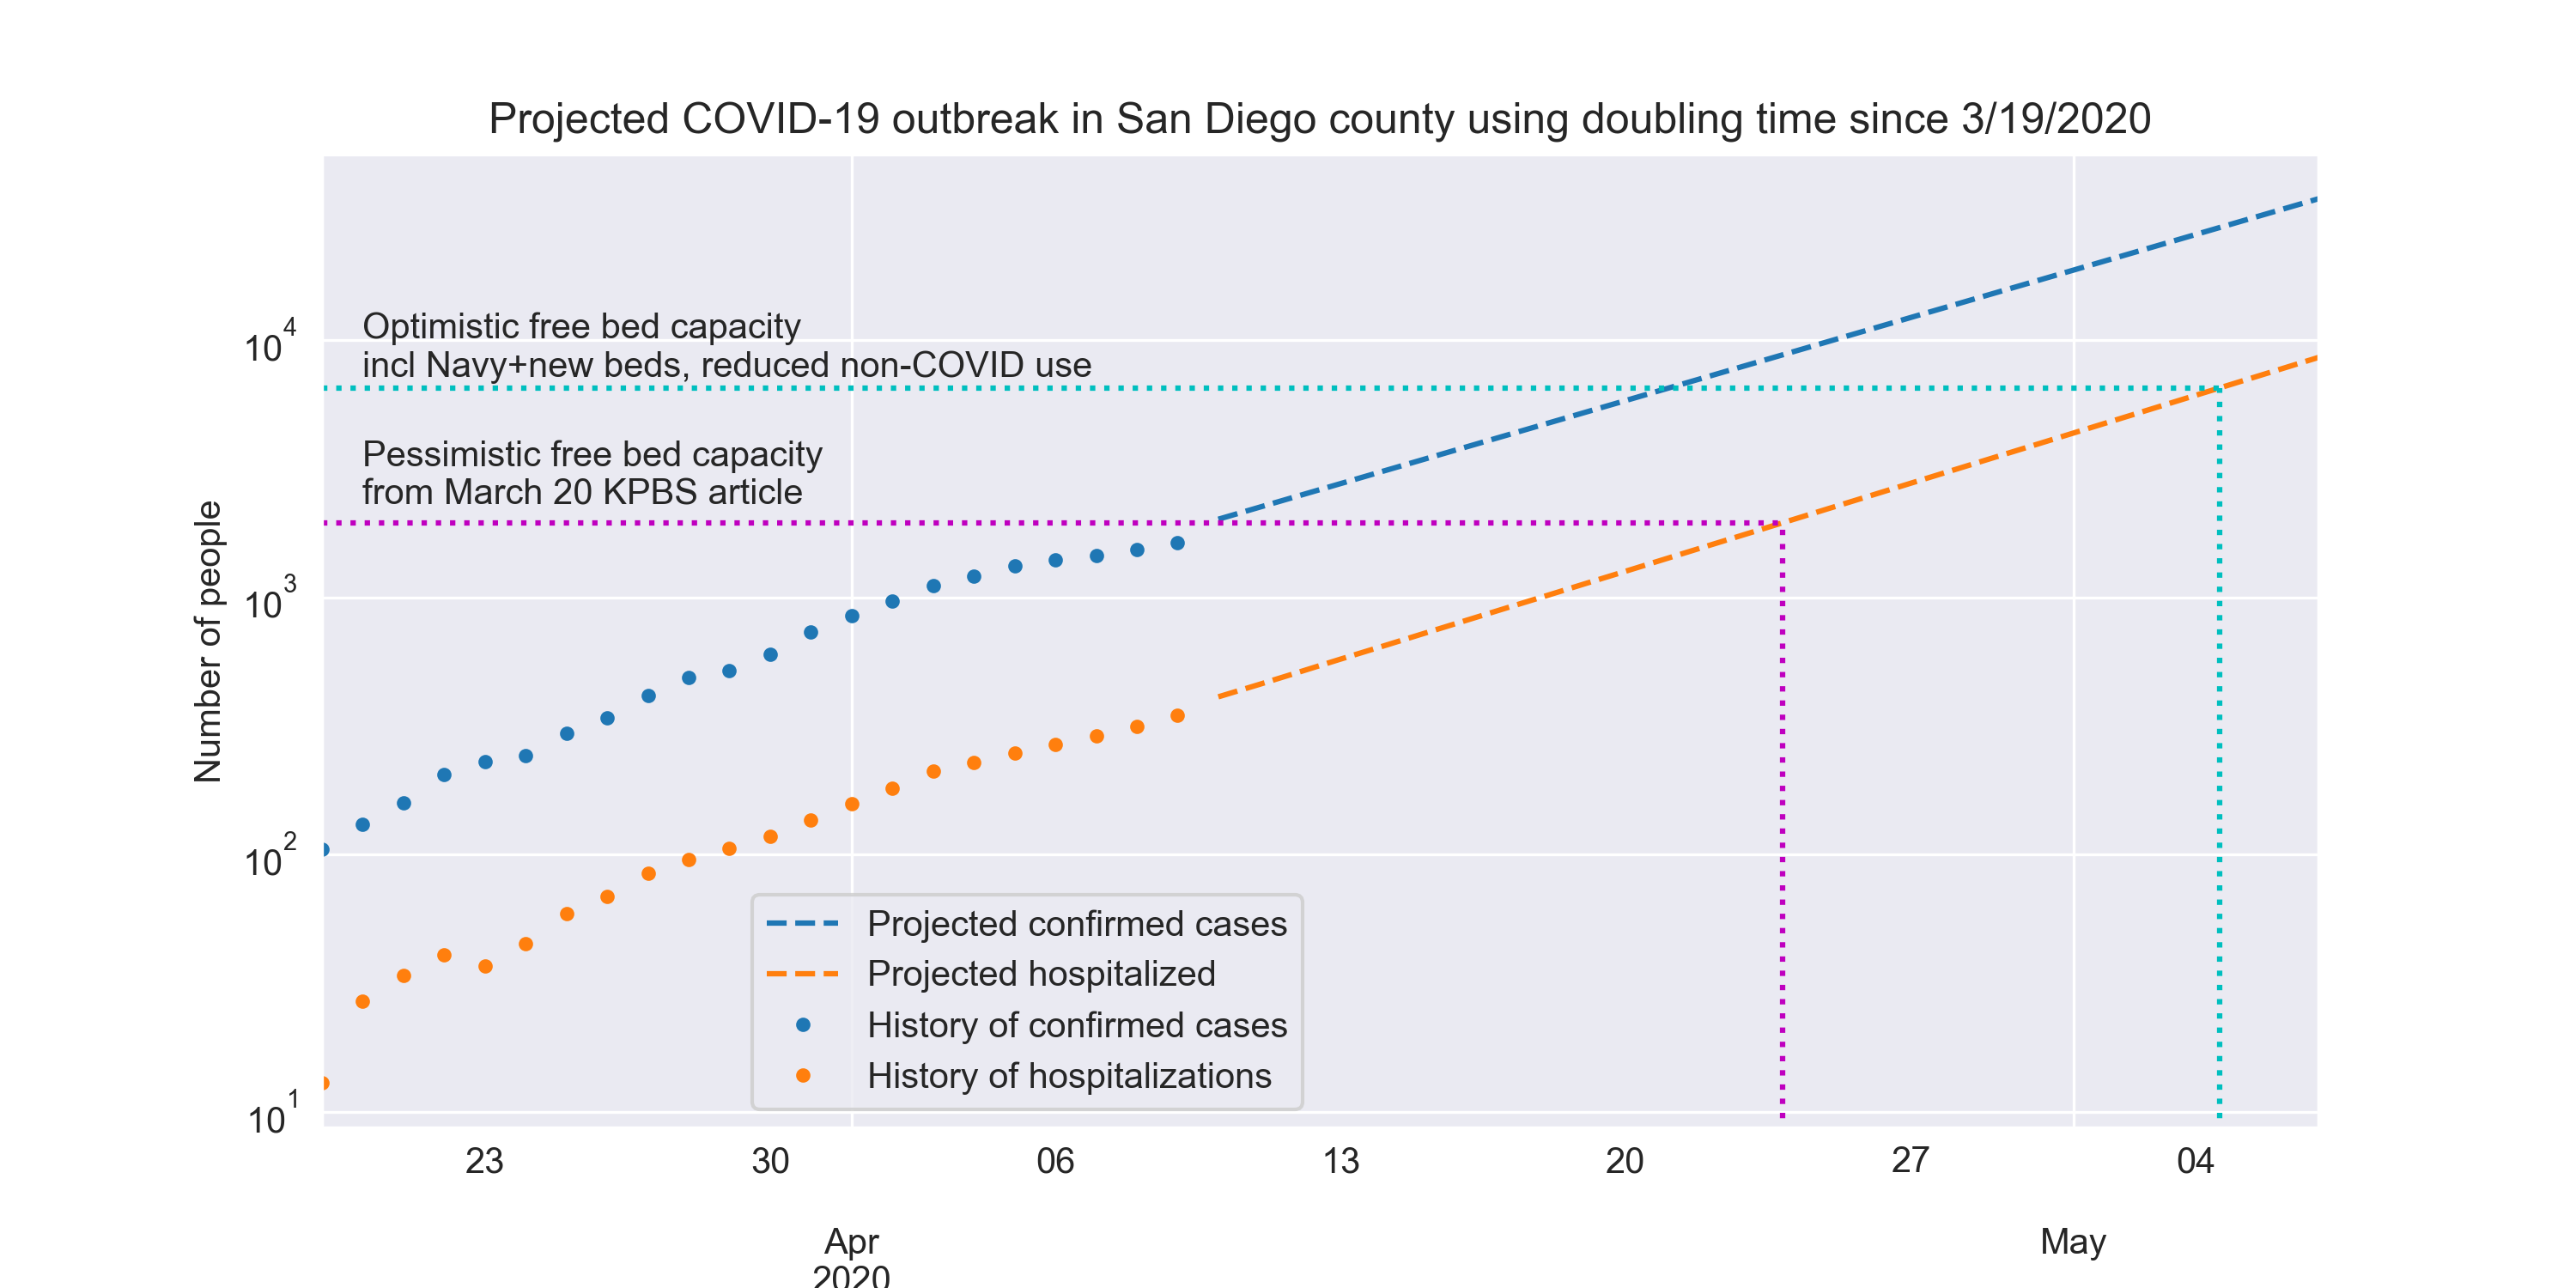 Projected COVID-19 outbreak in San Diego county using doubling time since 3/19/2020
Number of people
10^4
10^3
10^2
10^1
Optimistic free bed capacity
incl Navy+new beds, reduced non-COVID use
Pessimistic free bed capacity
from March 20 KPBS article
Projected confirmed cases
Projected hospitalized
History of confirmed cases
History of hospitalizations
23 30 06 13 20 27 04
Apr May
2020